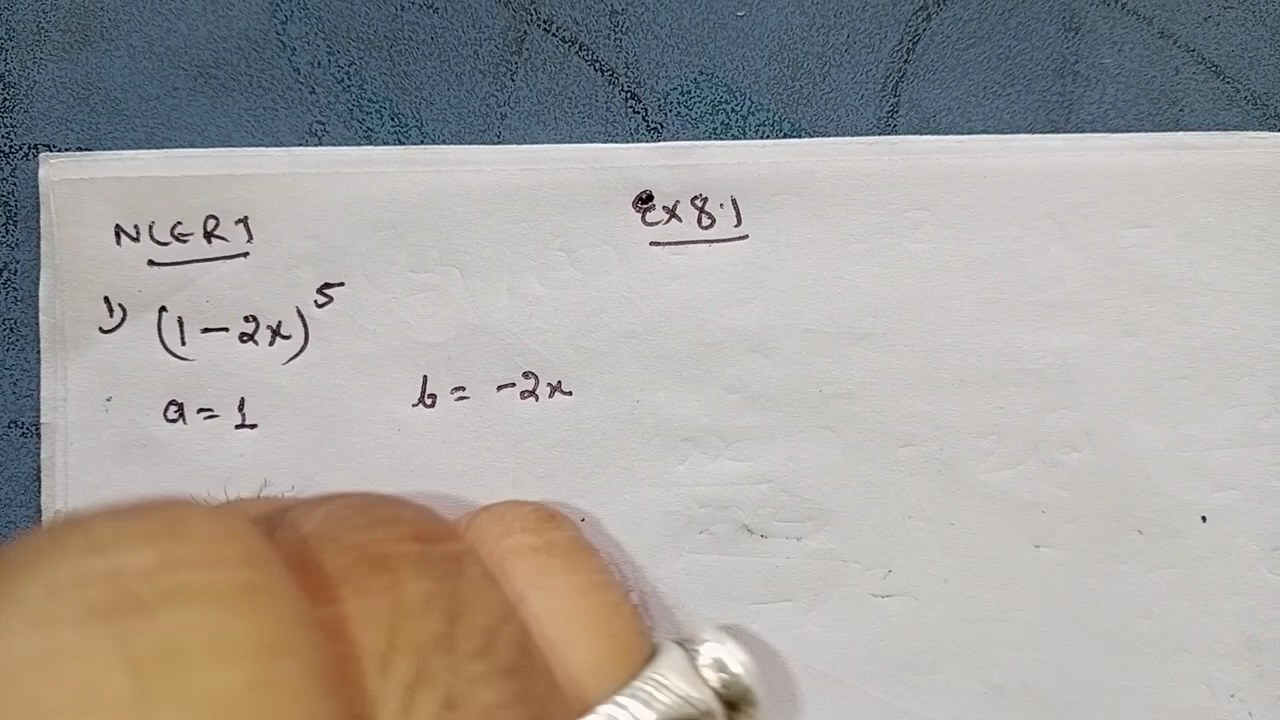 NCERT
Ex 8.1
1) (1-2x)^5
a=1
b= -2x